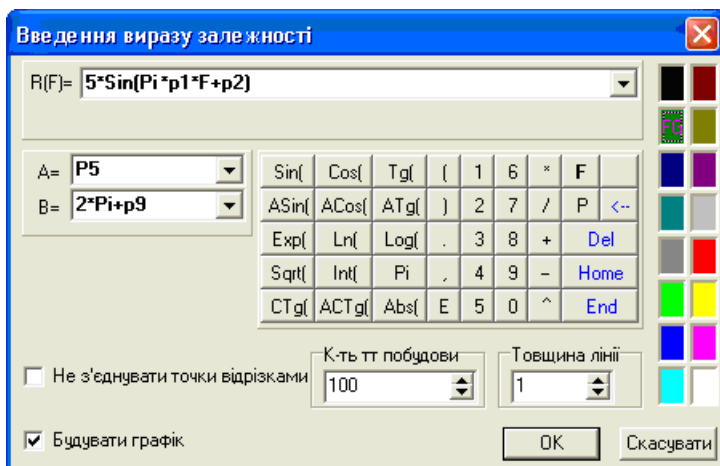 Введення виразу залежності
R(F)= 5*Sin(Pi*p1*F+p2)
A= P5
B= 2*Pi+p9
Sin( Cos( Tg( ( 1 6 * F
ASin( ACos( ATg( ) 2 7 / P <--
Exp( Ln( Log( . 3 8 + Del
Sqrt( Int( Pi , 4 9 - Home
CTg( ACTg( Abs( E 5 0 ^ End
FG
Не з'єднувати точки відрізками
К-ть тт побудови
100
Товщина лінії
1
Будувати графік
OK
Скасувати